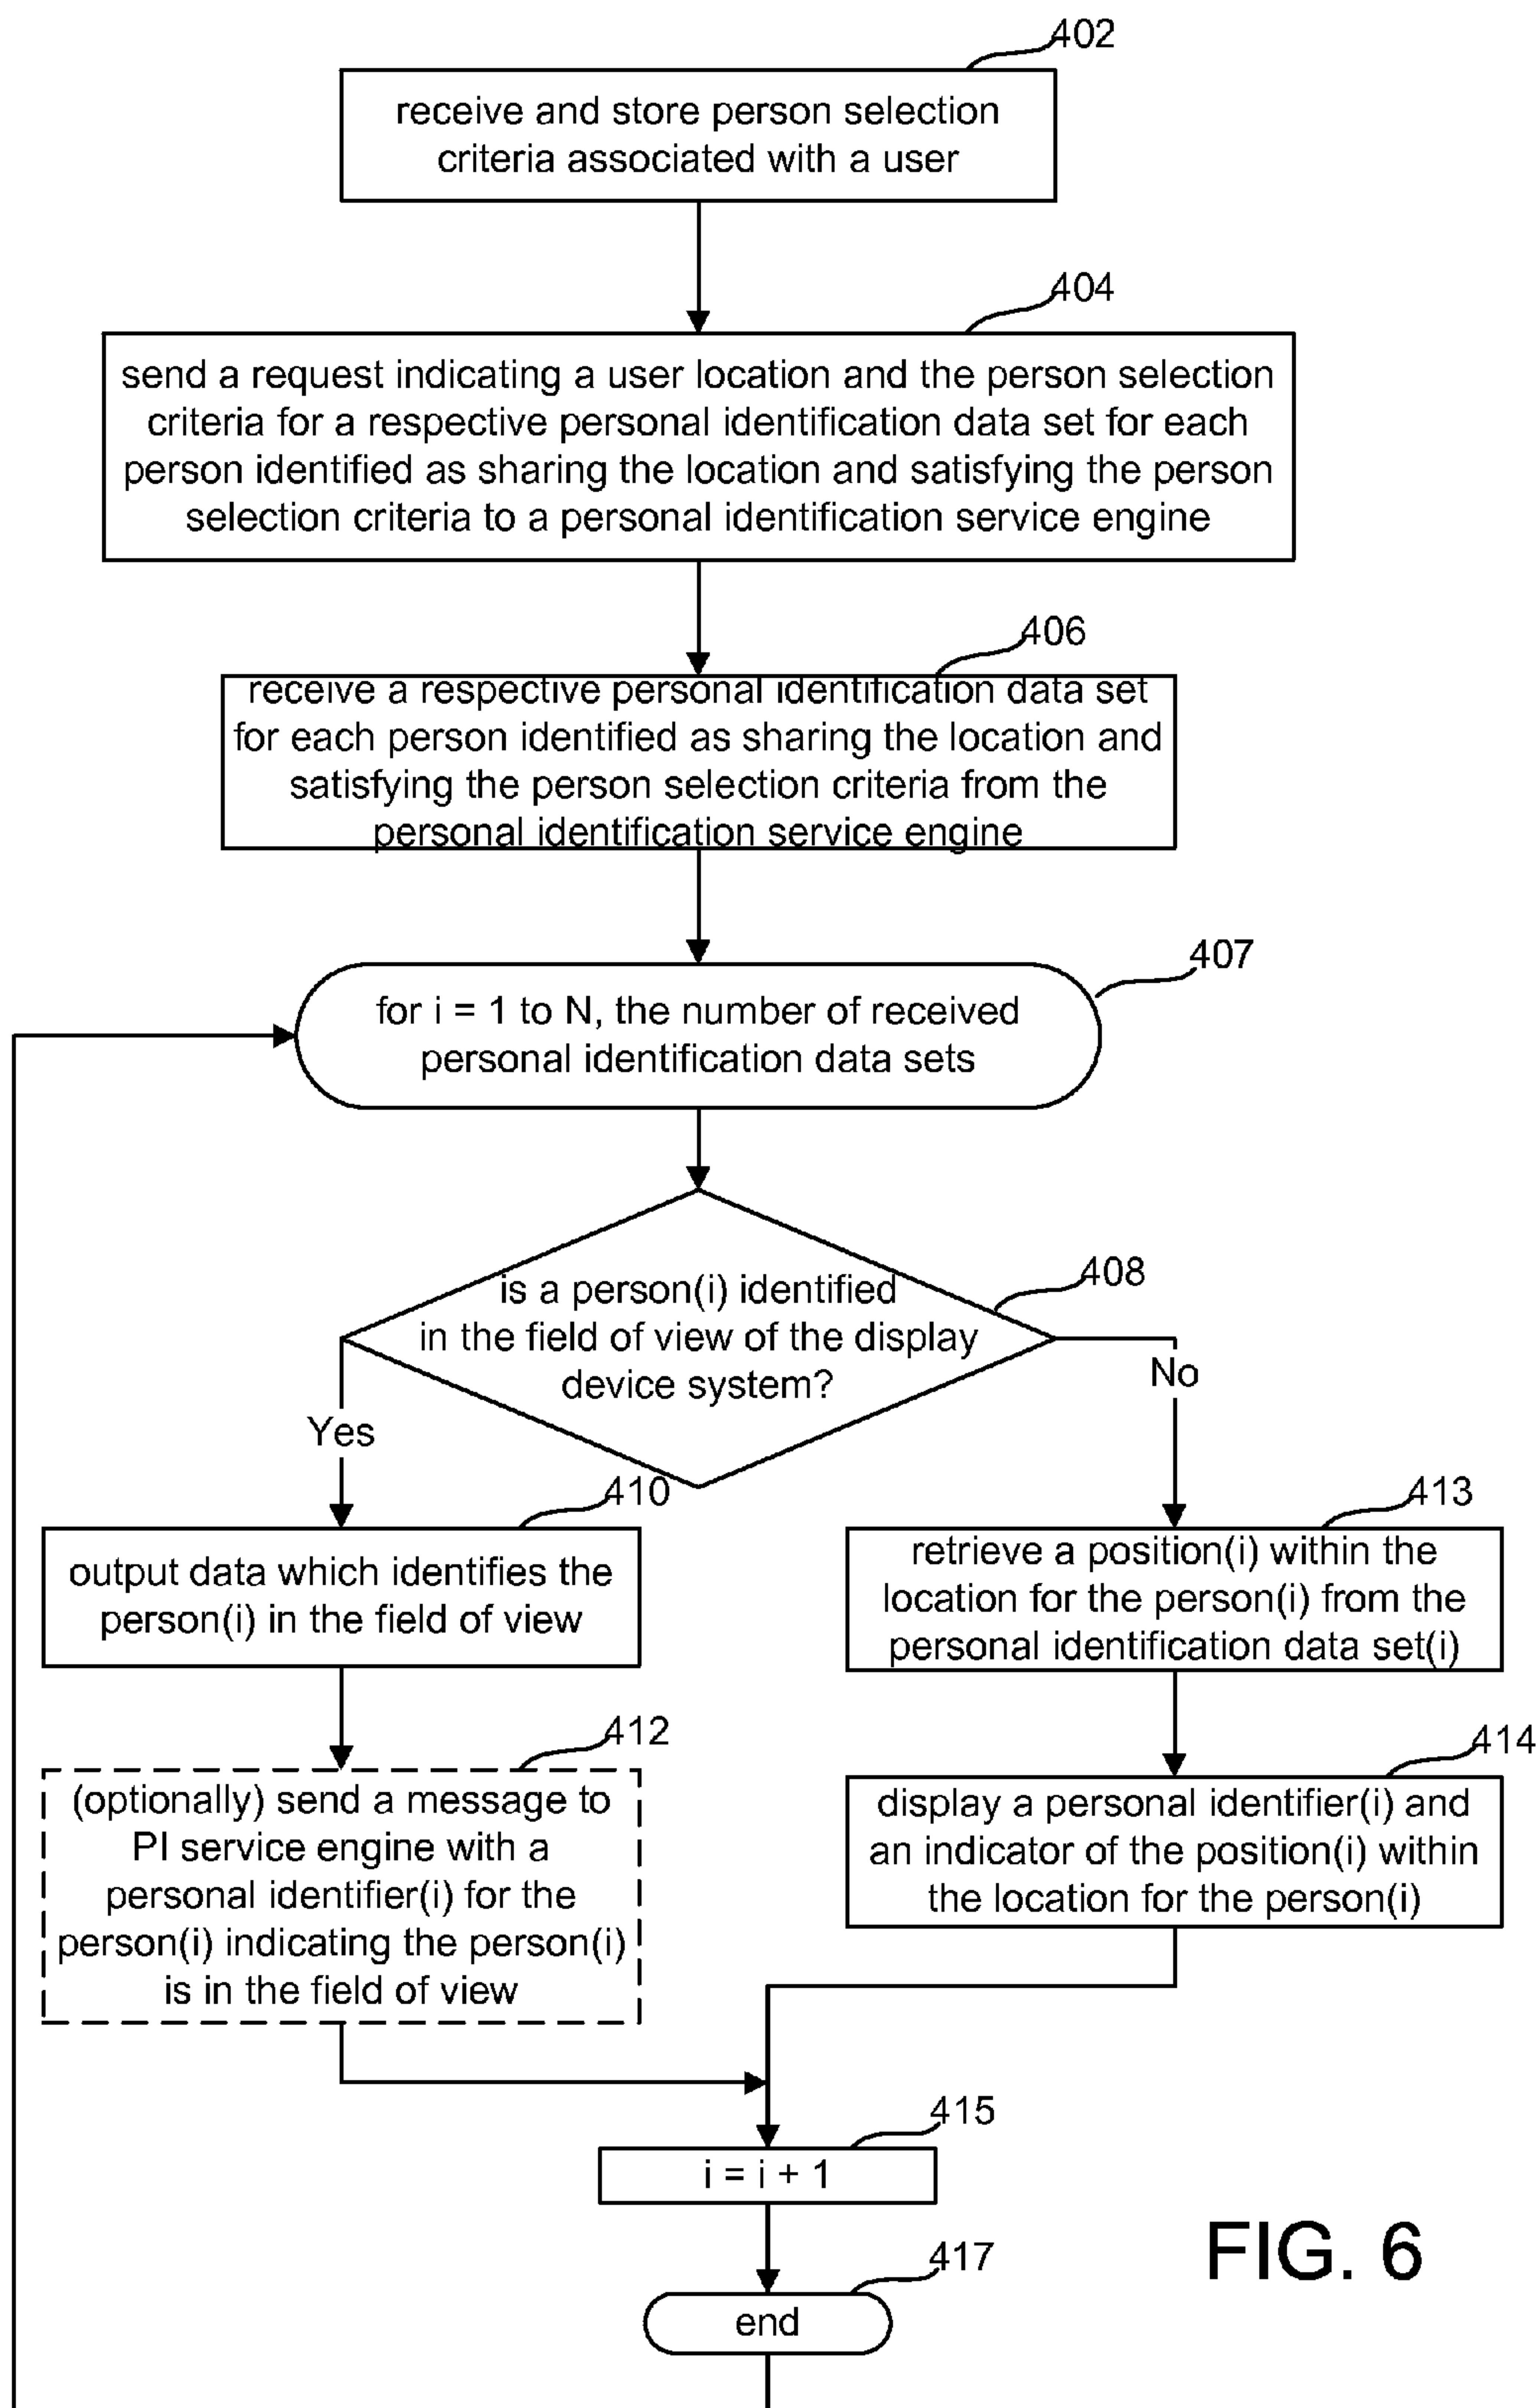 402
receive and store person selection
criteria associated with a user
404
send a request indicating a user location and the person selection
criteria for a respective personal identification data set for each
person identified as sharing the location and satisfying the person
selection criteria to a personal identification service engine
406
receive a respective personal identification data set
for each person identified as sharing the location and
satisfying the person selection criteria from the
personal identification service engine
407
for i = 1 to N, the number of received
personal identification data sets
408
is a person(i) identified
in the field of view of the display
device system?
Yes
No
410
output data which identifies the
person(i) in the field of view
413
retrieve a position(i) within the
location for the person(i) from the
personal identification data set(i)
412
(optionally) send a message to
PI service engine with a
personal identifier(i) for the
person(i) indicating the person(i)
is in the field of view
414
display a personal identifier(i) and
an indicator of the position(i) within
the location for the person(i)
415
i = i + 1
417
end
FIG. 6